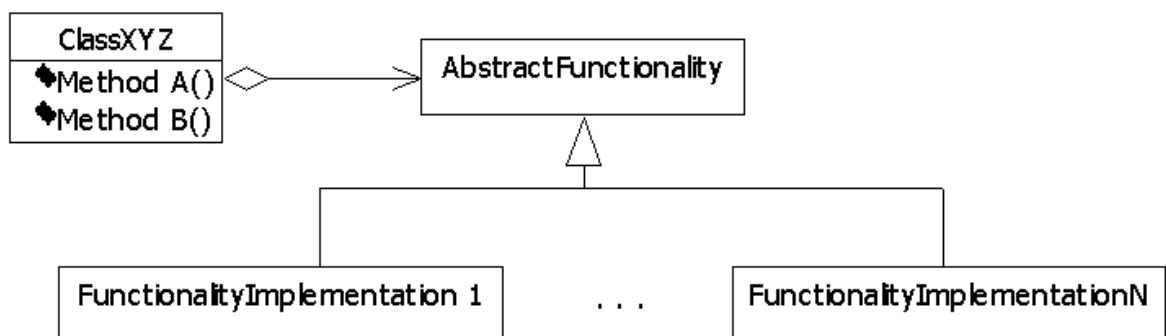 ClassXYZ
Method A()
Method B()
AbstractFunctionality
FunctionalityImplementation 1
. . .
FunctionalityImplementationN